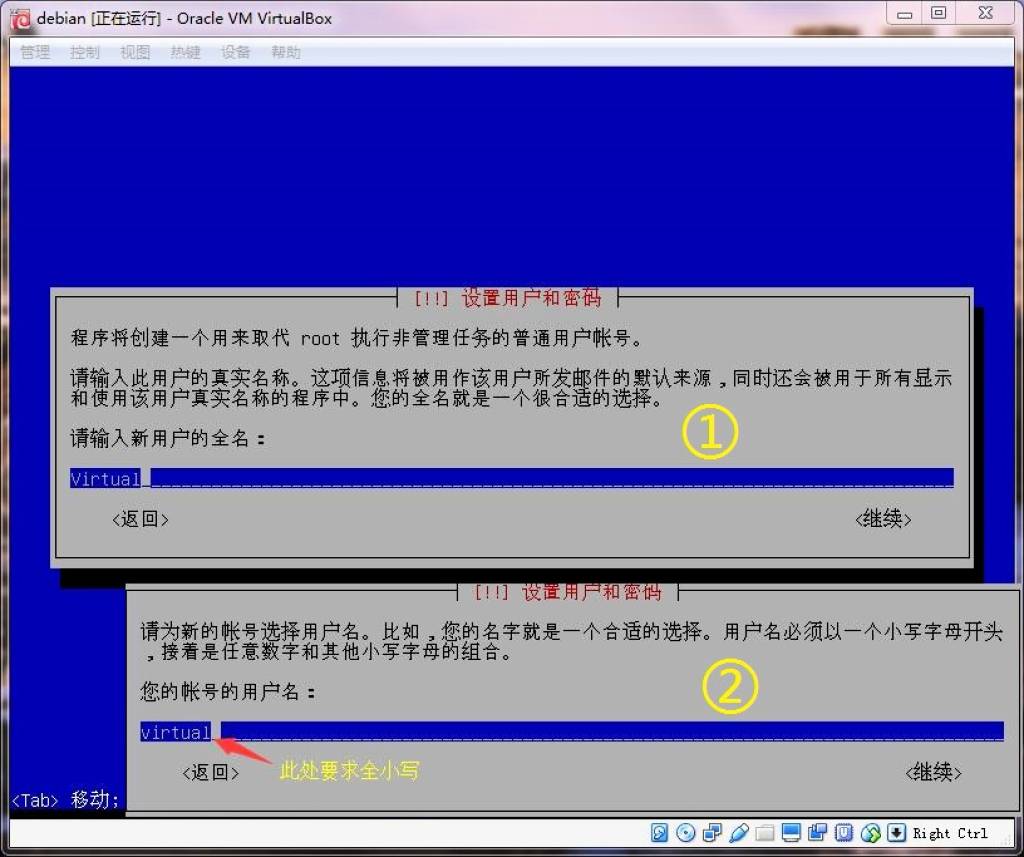 debian [正在运行] - Oracle VM VirtualBox
管理 控制 视图 热键 设备 帮助
[!!] 设置用户和密码
程序将创建一个用来取代 root 执行非管理任务的普通用户帐号。
请输入此用户的真实名称。这项信息将被用作该用户所发邮件的默认来源,同时还会被用于所有显示
和使用该用户真实名称的程序中。您的全名就是一个很合适的选择。
①
请输入新用户的全名:
Virtual
<返回> <继续>
[!!] 设置用户和密码
请为新的帐号选择用户名。比如,您的名字就是一个合适的选择。用户名必须以一个小写字母开头
,接着是任意数字和其他小写字母的组合。
②
您的帐号的用户名:
virtual
<返回> 此处要求全小写 <继续>
<Tab> 移动;
Right Ctrl